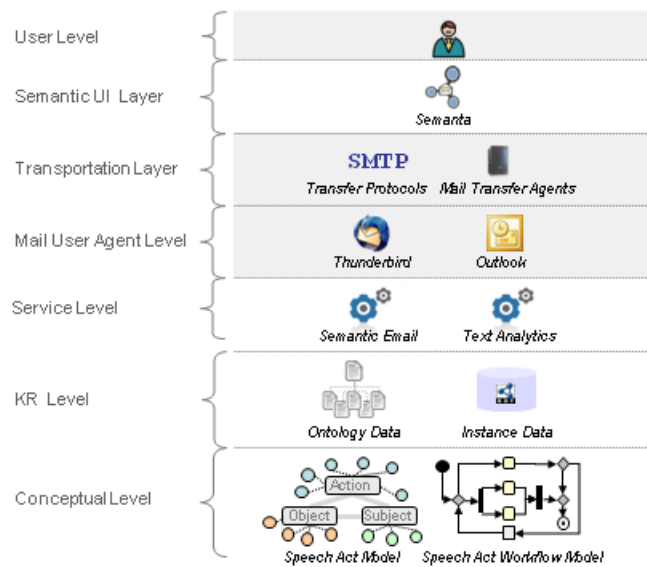 User Level
Semantic UI Layer
Semanta
Transportation Layer
SMTP
Transfer Protocols Mail Transfer Agents
Mail User Agent Level
Thunderbird Outlook
Service Level
Semantic Email Text Analytics
KR Level
Ontology Data Instance Data
Conceptual Level
Action
Object Subject
Speech Act Model Speech Act Workflow Model